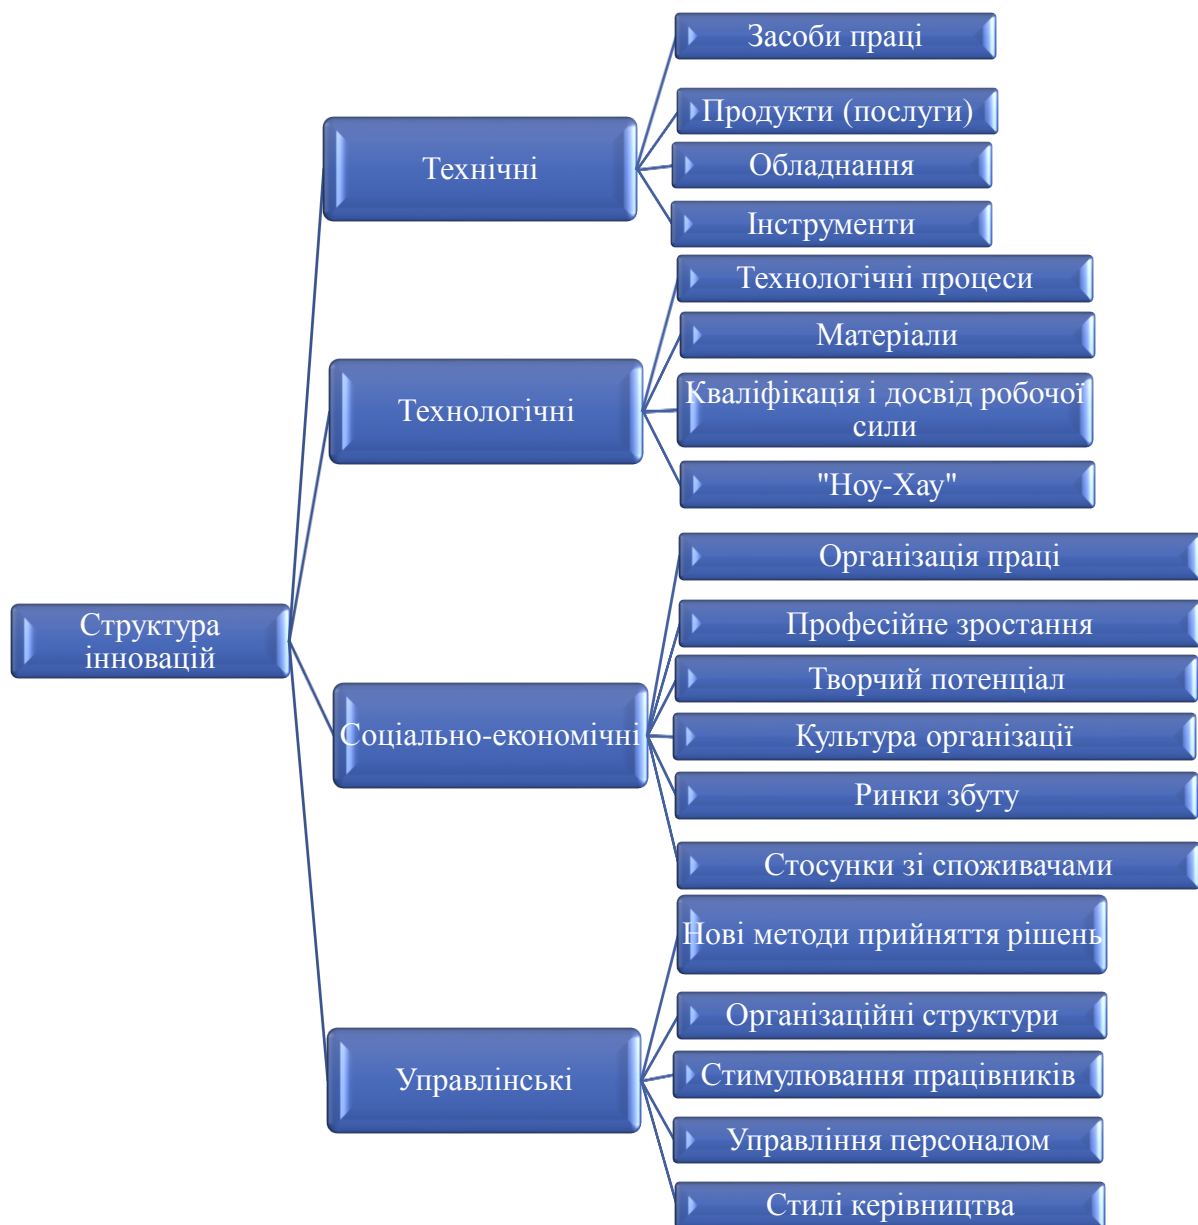 Структура
інновацій
Технічні
Засоби праці
Продукти (послуги)
Обладнання
Інструменти
Технологічні
Технологічні процеси
Матеріали
Кваліфікація і досвід робочої
сили
"Ноу-Хау"
Соціально-економічні
Організація праці
Професійне зростання
Творчий потенціал
Культура організації
Ринки збуту
Стосунки зі споживачами
Управлінські
Нові методи прийняття рішень
Організаційні структури
Стимулювання працівників
Управління персоналом
Стилі керівництва